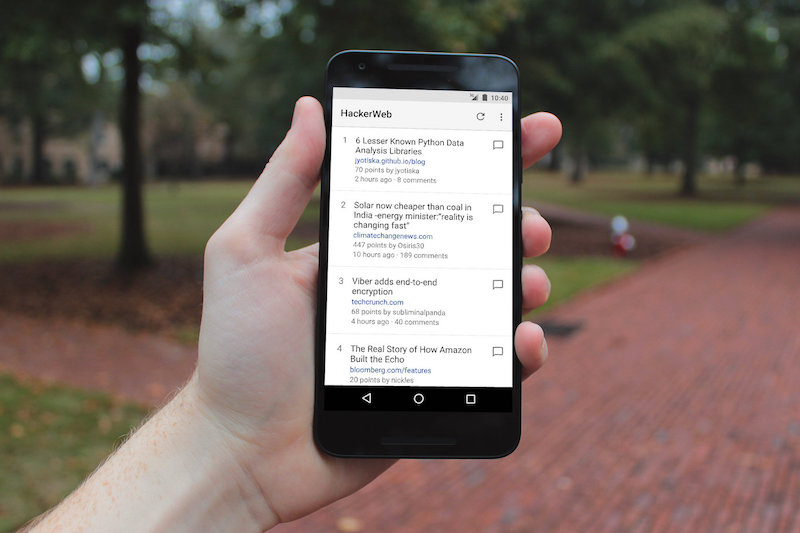 10:40
HackerWeb
1 6 Lesser Known Python Data
Analysis Libraries
jyotiska.github.io/blog
70 points by jyotiska
2 hours ago · 8 comments
2 Solar now cheaper than coal in
India -energy minister:"reality is
changing fast"
climatechangenews.com
447 points by Osiris30
10 hours ago · 189 comments
3 Viber adds end-to-end
encryption
techcrunch.com
68 points by subliminalpanda
4 hours ago · 40 comments
4 The Real Story of How Amazon
Built the Echo
bloomberg.com/features
20 points by nickles